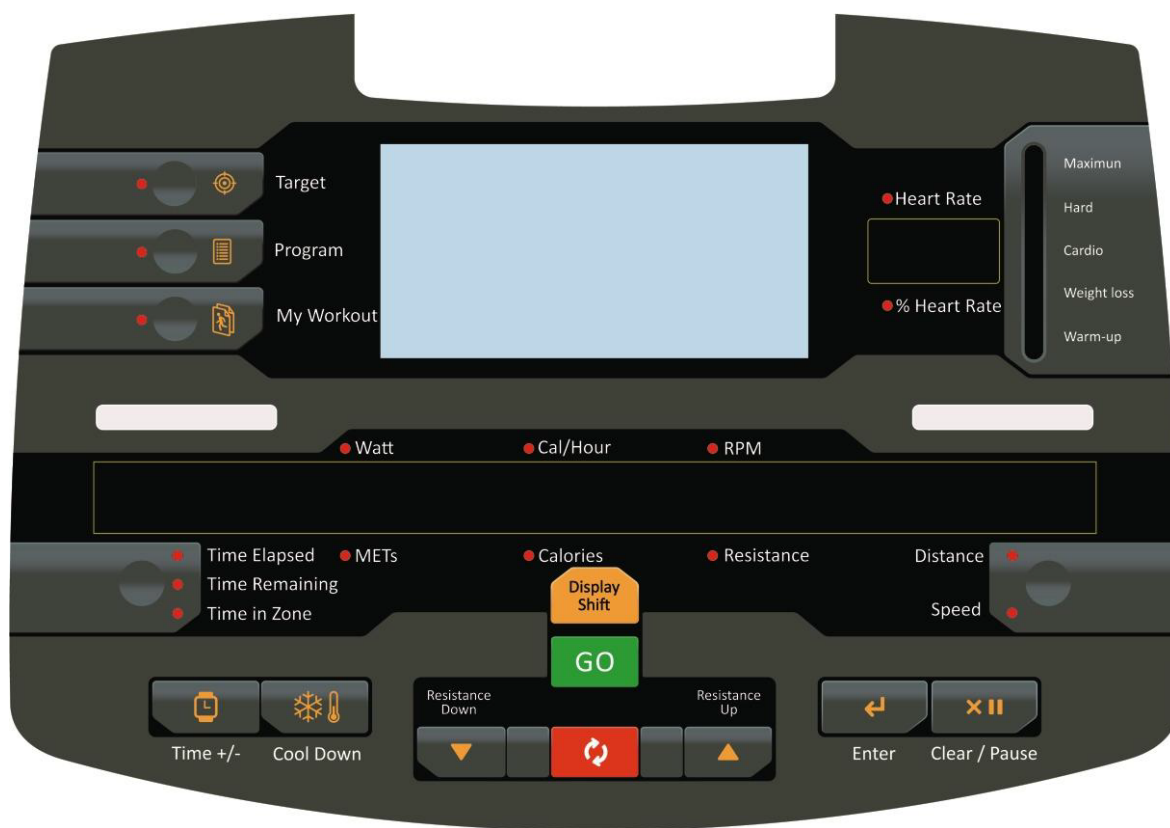 Target
Program
My Workout
Heart Rate
% Heart Rate
Maximun
Hard
Cardio
Weight loss
Warm-up
Watt
Cal/Hour
RPM
Time Elapsed
METs
Calories
Resistance
Distance
Time Remaining
Time in Zone
Speed
Display
Shift
GO
Resistance
Down
Resistance
Up
Time +/-
Cool Down
Enter
Clear / Pause